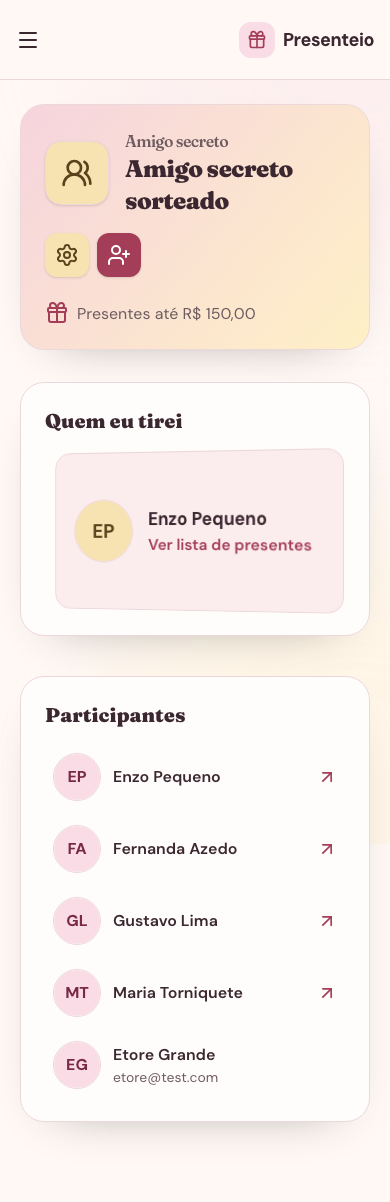 Presenteio
Amigo secreto
Amigo secreto
sorteado
Presentes até R$ 150,00
Quem eu tirei
EP
Enzo Pequeno
Ver lista de presentes
Participantes
EP
Enzo Pequeno
FA
Fernanda Azedo
GL
Gustavo Lima
MT
Maria Torniquete
EG
Etore Grande
etore@test.com